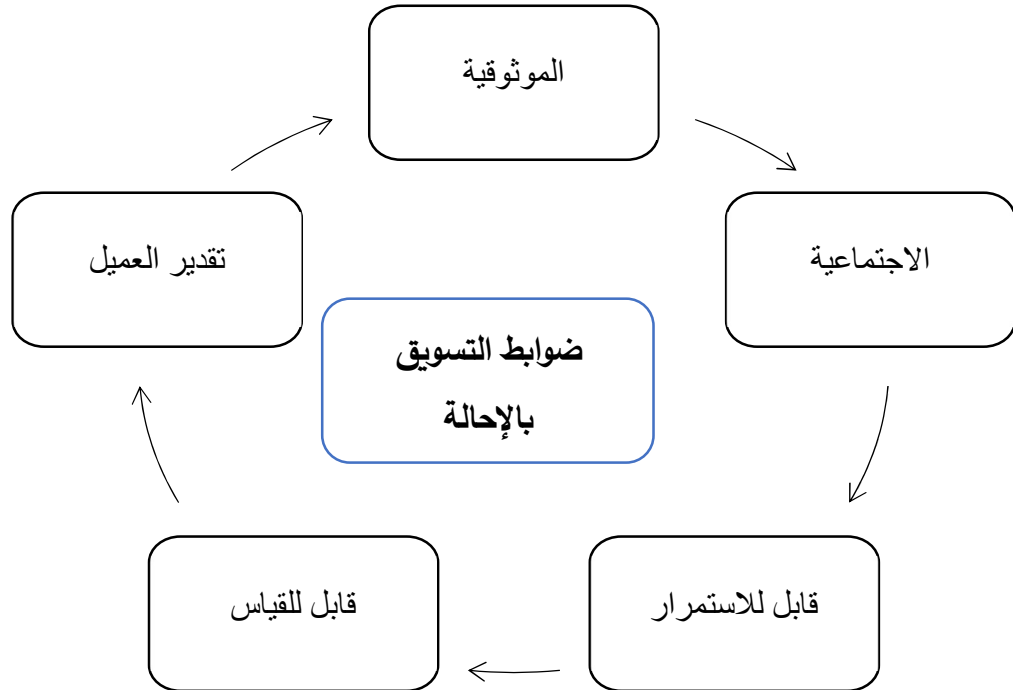 الموثوقية
الاجتماعية
قابل للاستمرار
قابل للقياس
تقدير العميل
ضوابط التسويق
بالإحالة